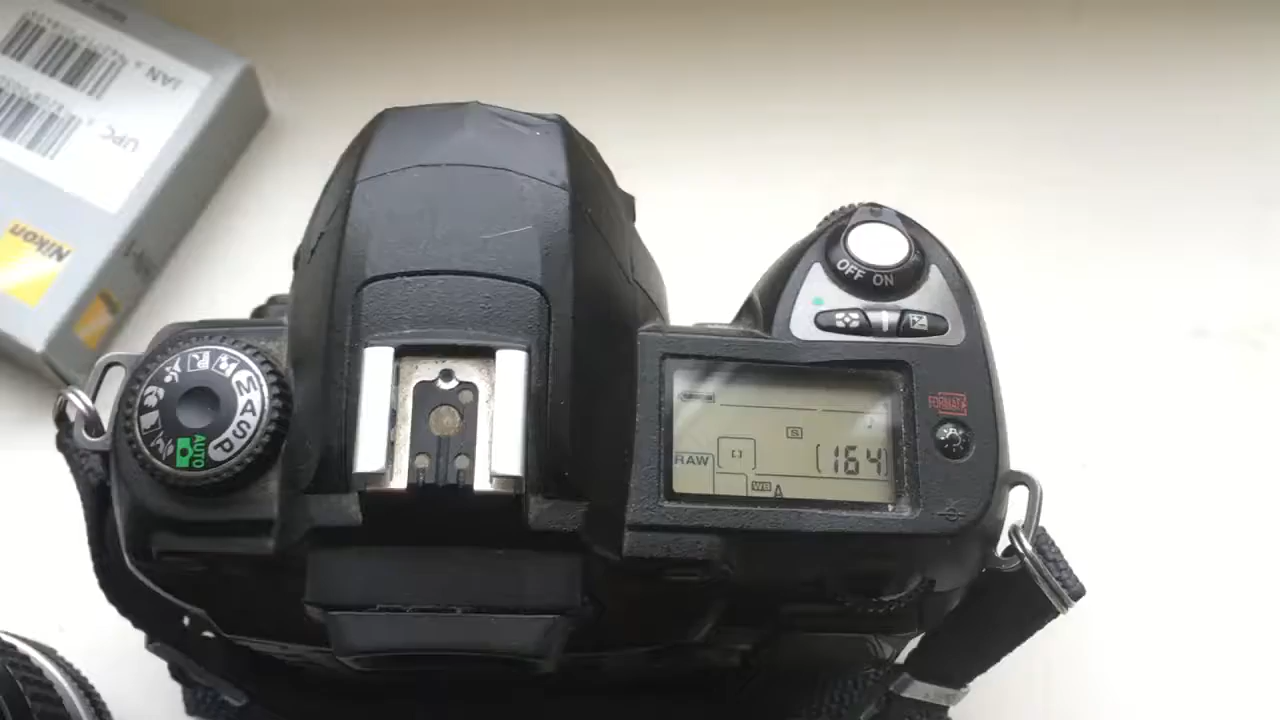 IAN
UPC
Nikon
OFF ON
M A S P
AUTO
FORMAT
S
RAW
[164]
WB A